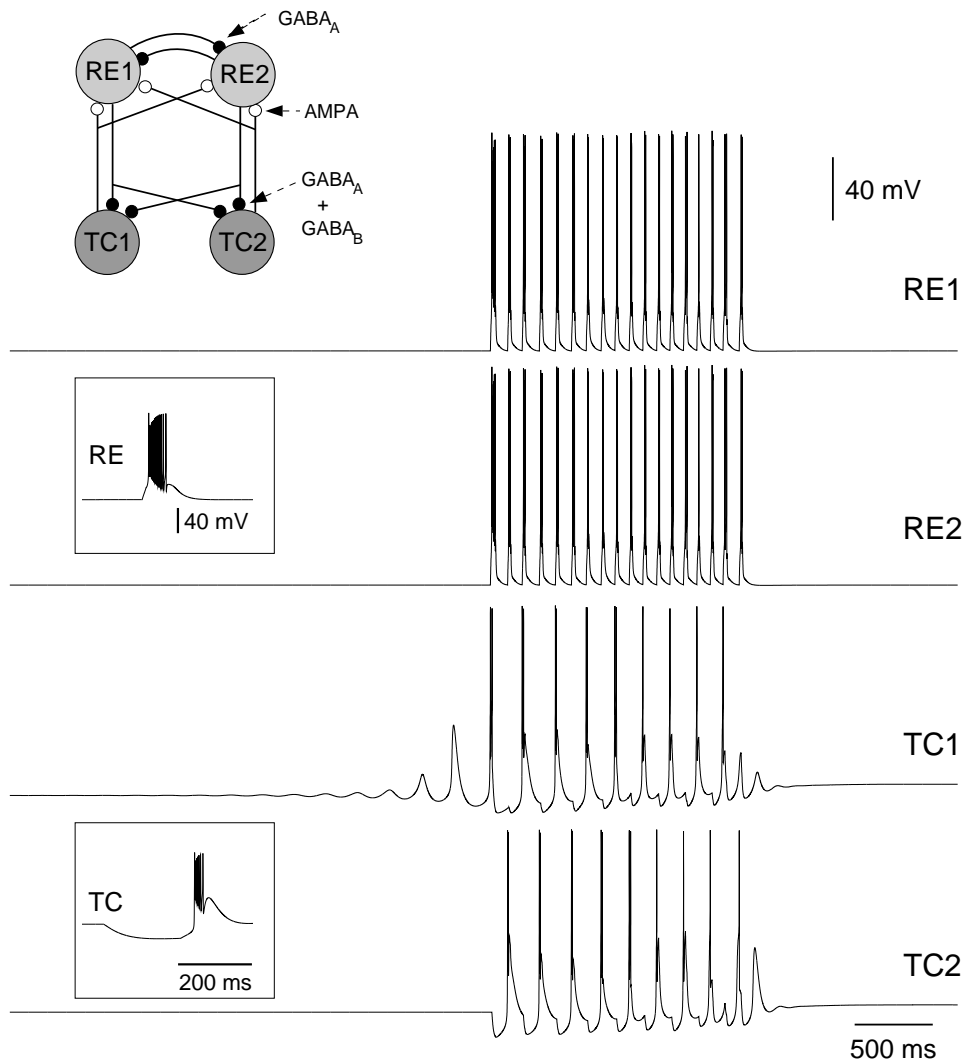 GABA_A
RE1
RE2
AMPA
GABA_A
+
GABA_B
TC1
TC2
40 mV
RE1
RE
40 mV
RE2
TC1
TC
200 ms
TC2
500 ms